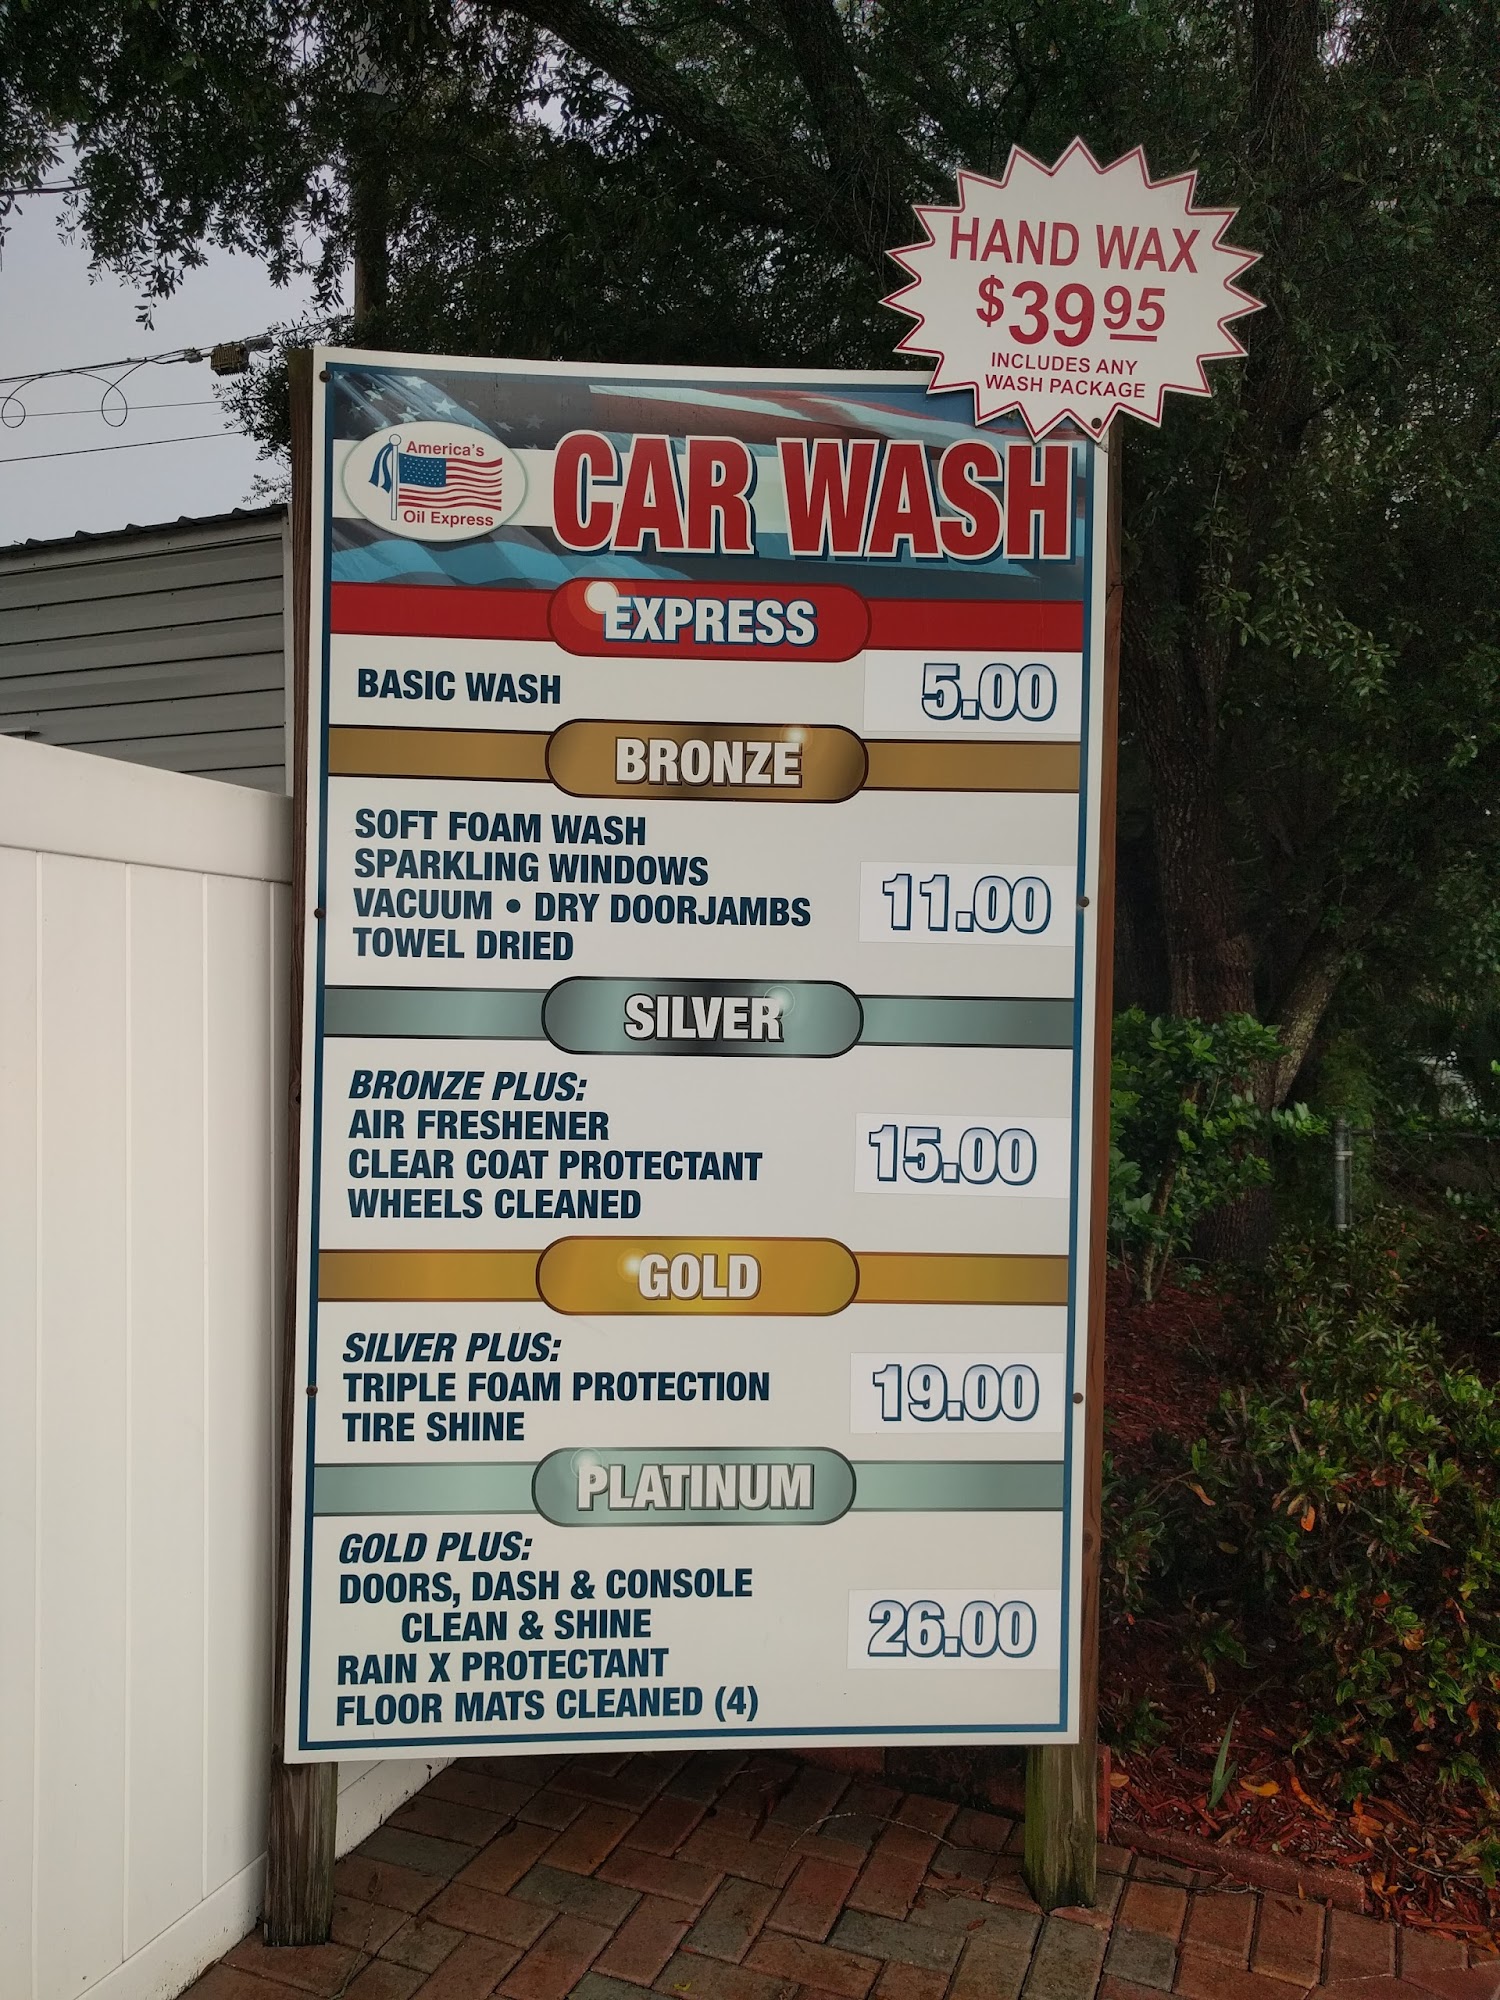 HAND WAX
$39 95
INCLUDES ANY
WASH PACKAGE
America's
Oil Express
CAR WASH
EXPRESS
BASIC WASH
5.00
BRONZE
SOFT FOAM WASH
SPARKLING WINDOWS
VACUUM • DRY DOORJAMBS
TOWEL DRIED
11.00
SILVER
BRONZE PLUS:
AIR FRESHENER
CLEAR COAT PROTECTANT
WHEELS CLEANED
15.00
GOLD
SILVER PLUS:
TRIPLE FOAM PROTECTION
TIRE SHINE
19.00
PLATINUM
GOLD PLUS:
DOORS, DASH & CONSOLE
CLEAN & SHINE
RAIN X PROTECTANT
FLOOR MATS CLEANED (4)
26.00